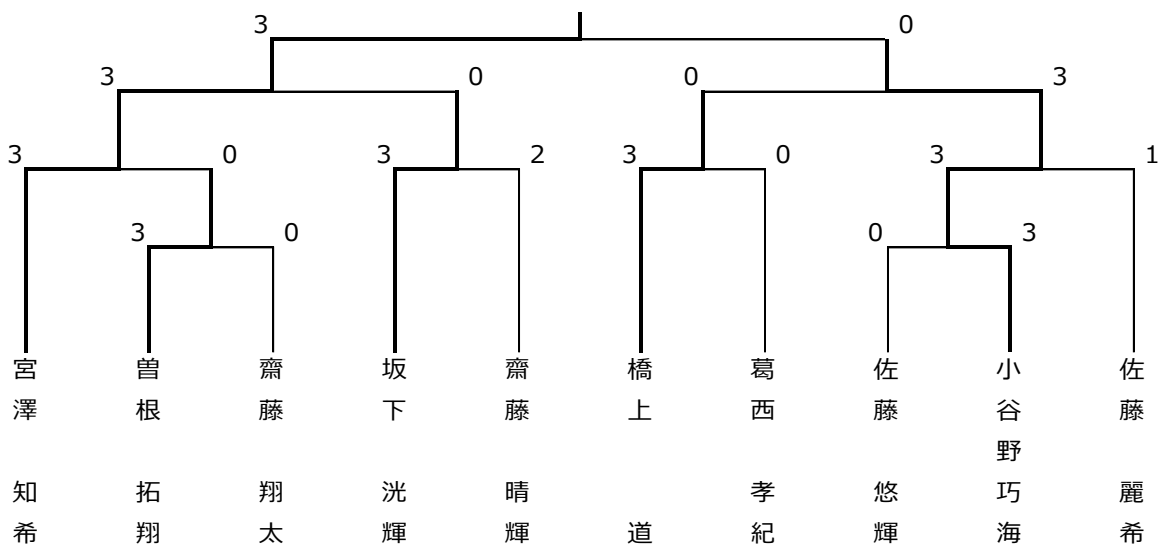 3 0
3 0 0 3
3 0 3 2 3 0 3 1
3 0 0 3
宮澤 知希
曽根 拓翔
齋藤 翔太
坂下 洸輝
齋藤 晴輝
橋上 道
葛西 孝紀
佐藤 悠輝
小谷野巧海
佐藤 麗希